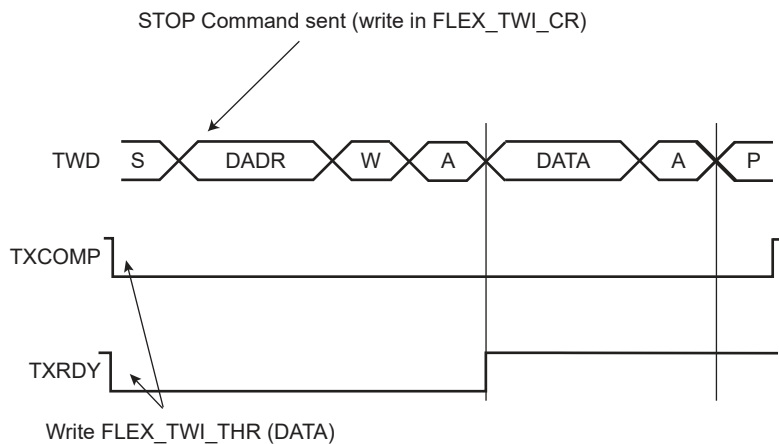 STOP Command sent (write in FLEX_TWI_CR)
TWD S DADR W A DATA A P
TXCOMP
TXRDY
Write FLEX_TWI_THR (DATA)